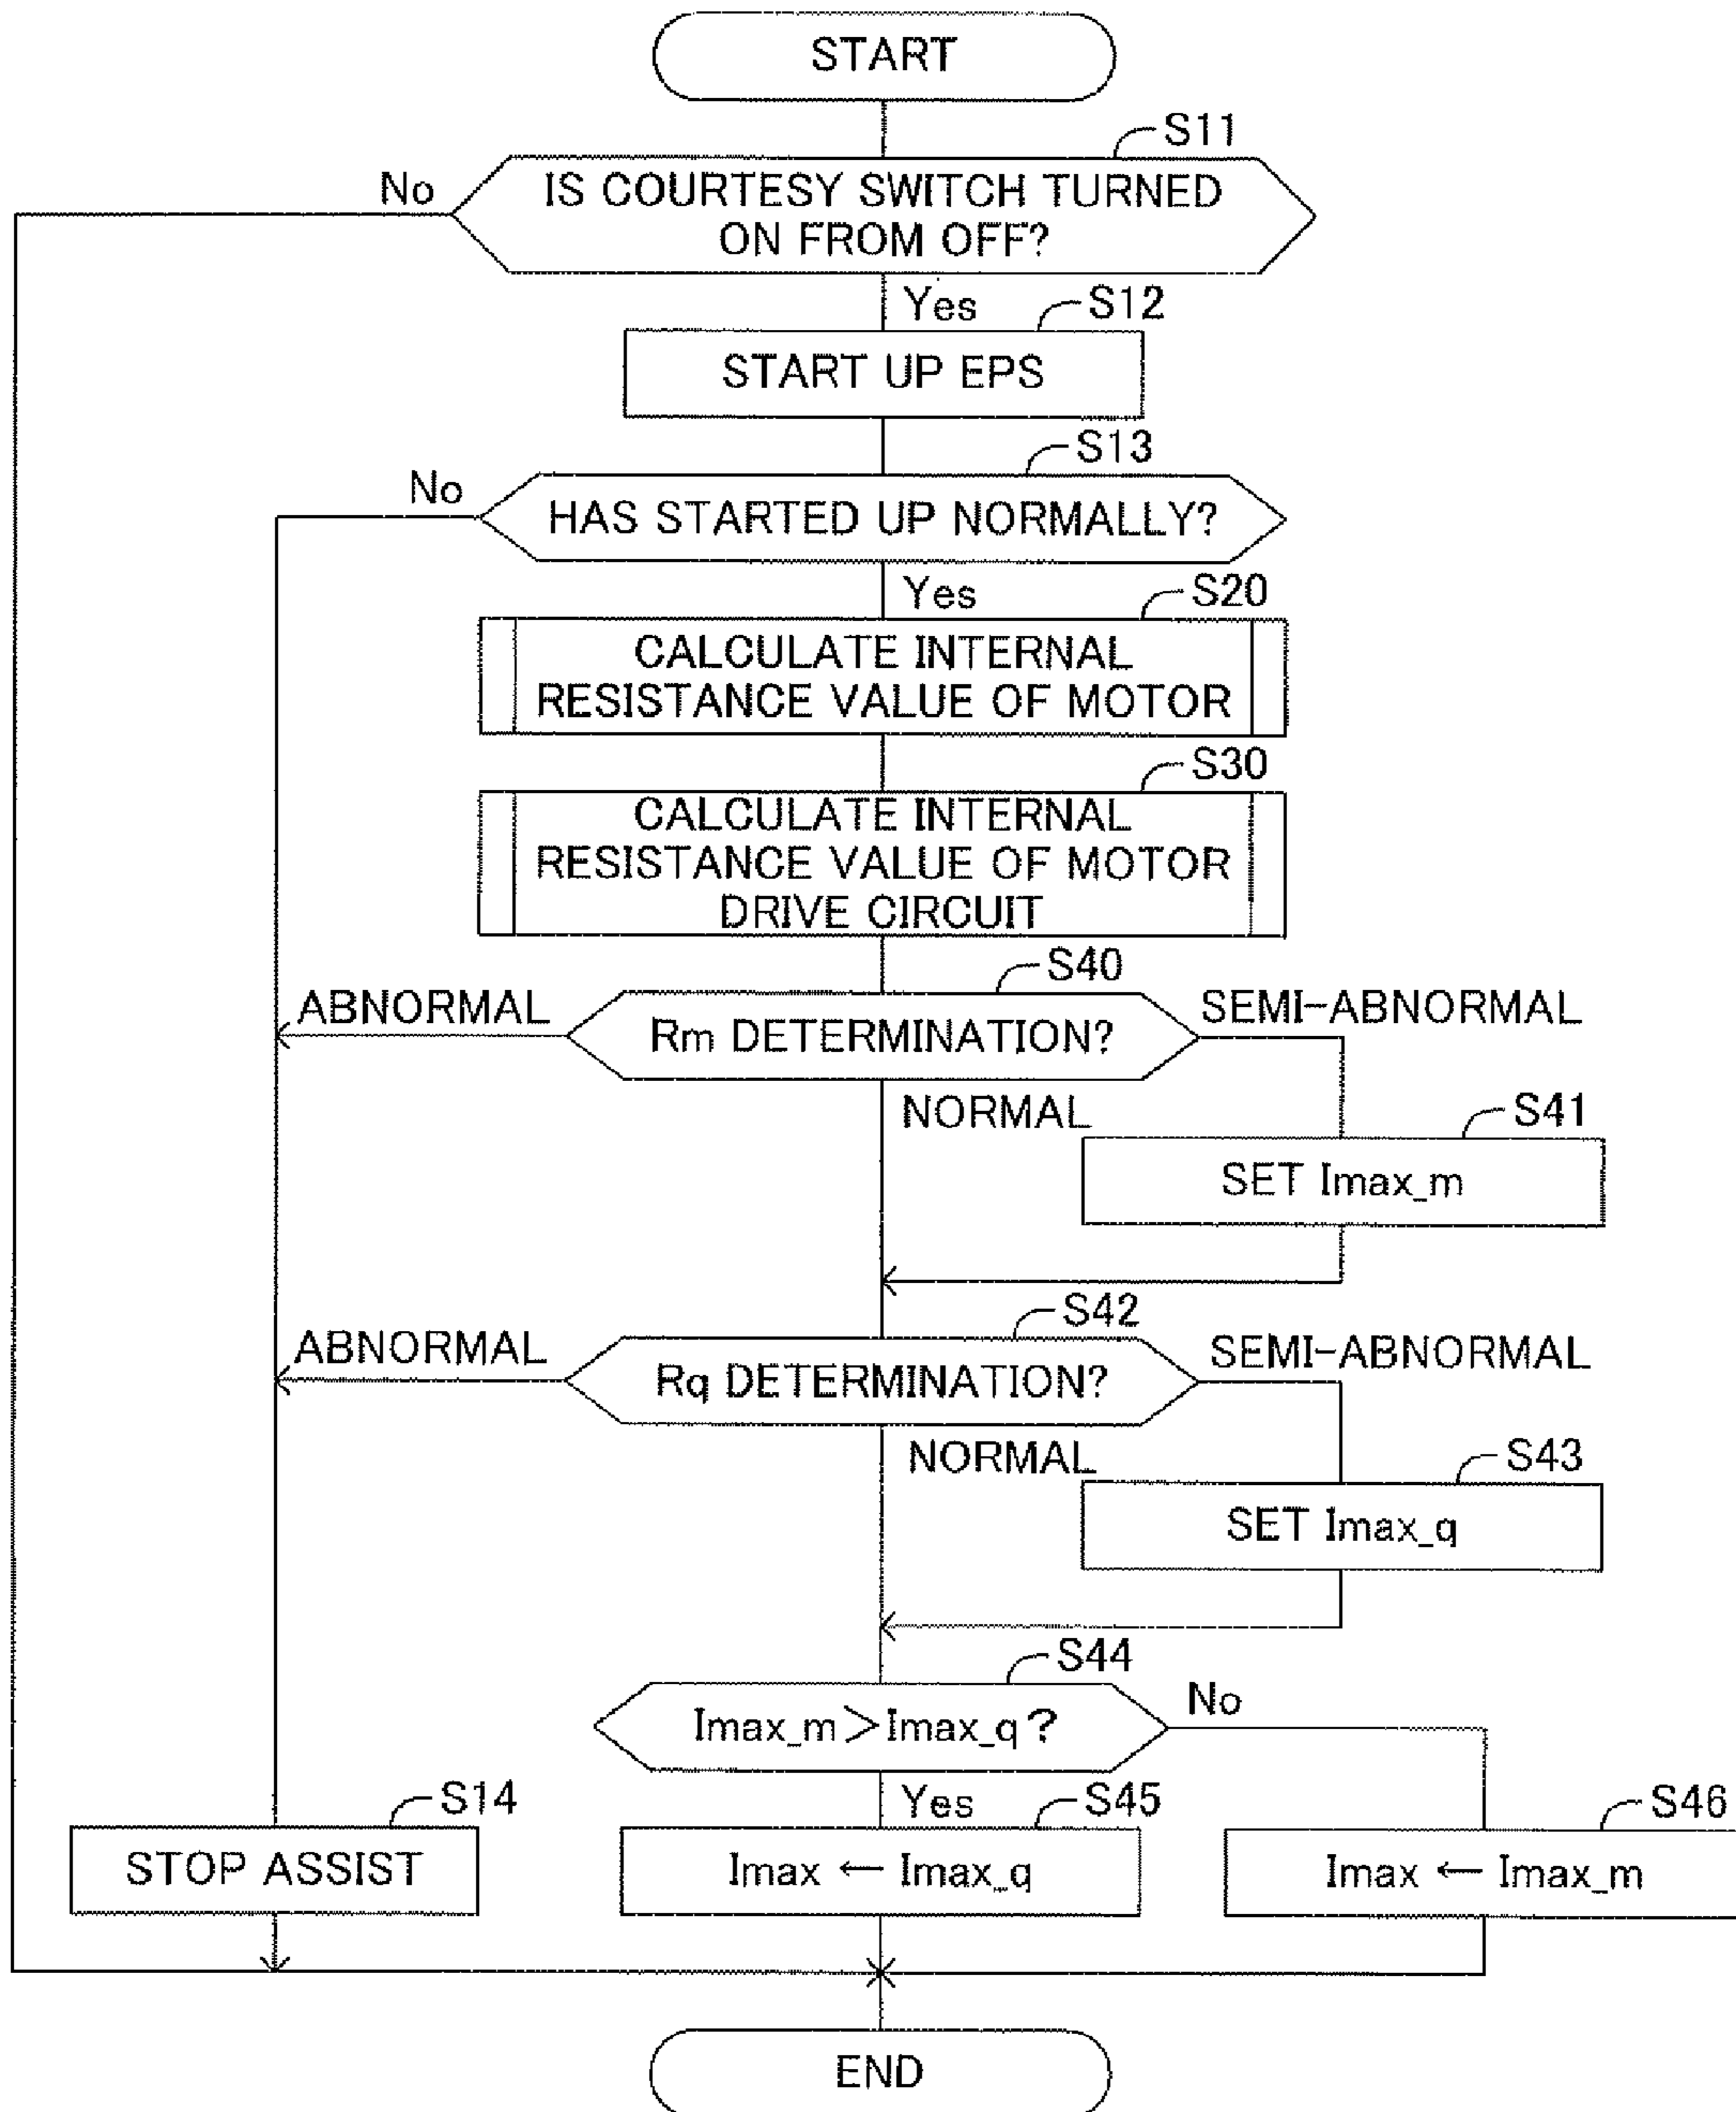 START
S11
No
IS COURTESY SWITCH TURNED
ON FROM OFF?
Yes
S12
START UP EPS
S13
No
HAS STARTED UP NORMALLY?
Yes
S20
CALCULATE INTERNAL
RESISTANCE VALUE OF MOTOR
S30
CALCULATE INTERNAL
RESISTANCE VALUE OF MOTOR
DRIVE CIRCUIT
S40
ABNORMAL
Rm DETERMINATION?
SEMI-ABNORMAL
NORMAL
S41
SET Imax_m
S42
ABNORMAL
Rq DETERMINATION?
SEMI-ABNORMAL
NORMAL
S43
SET Imax_q
S44
Imax_m>Imax_q?
No
Yes
S14
S45
S46
STOP ASSIST
Imax ← Imax_q
Imax ← Imax_m
END